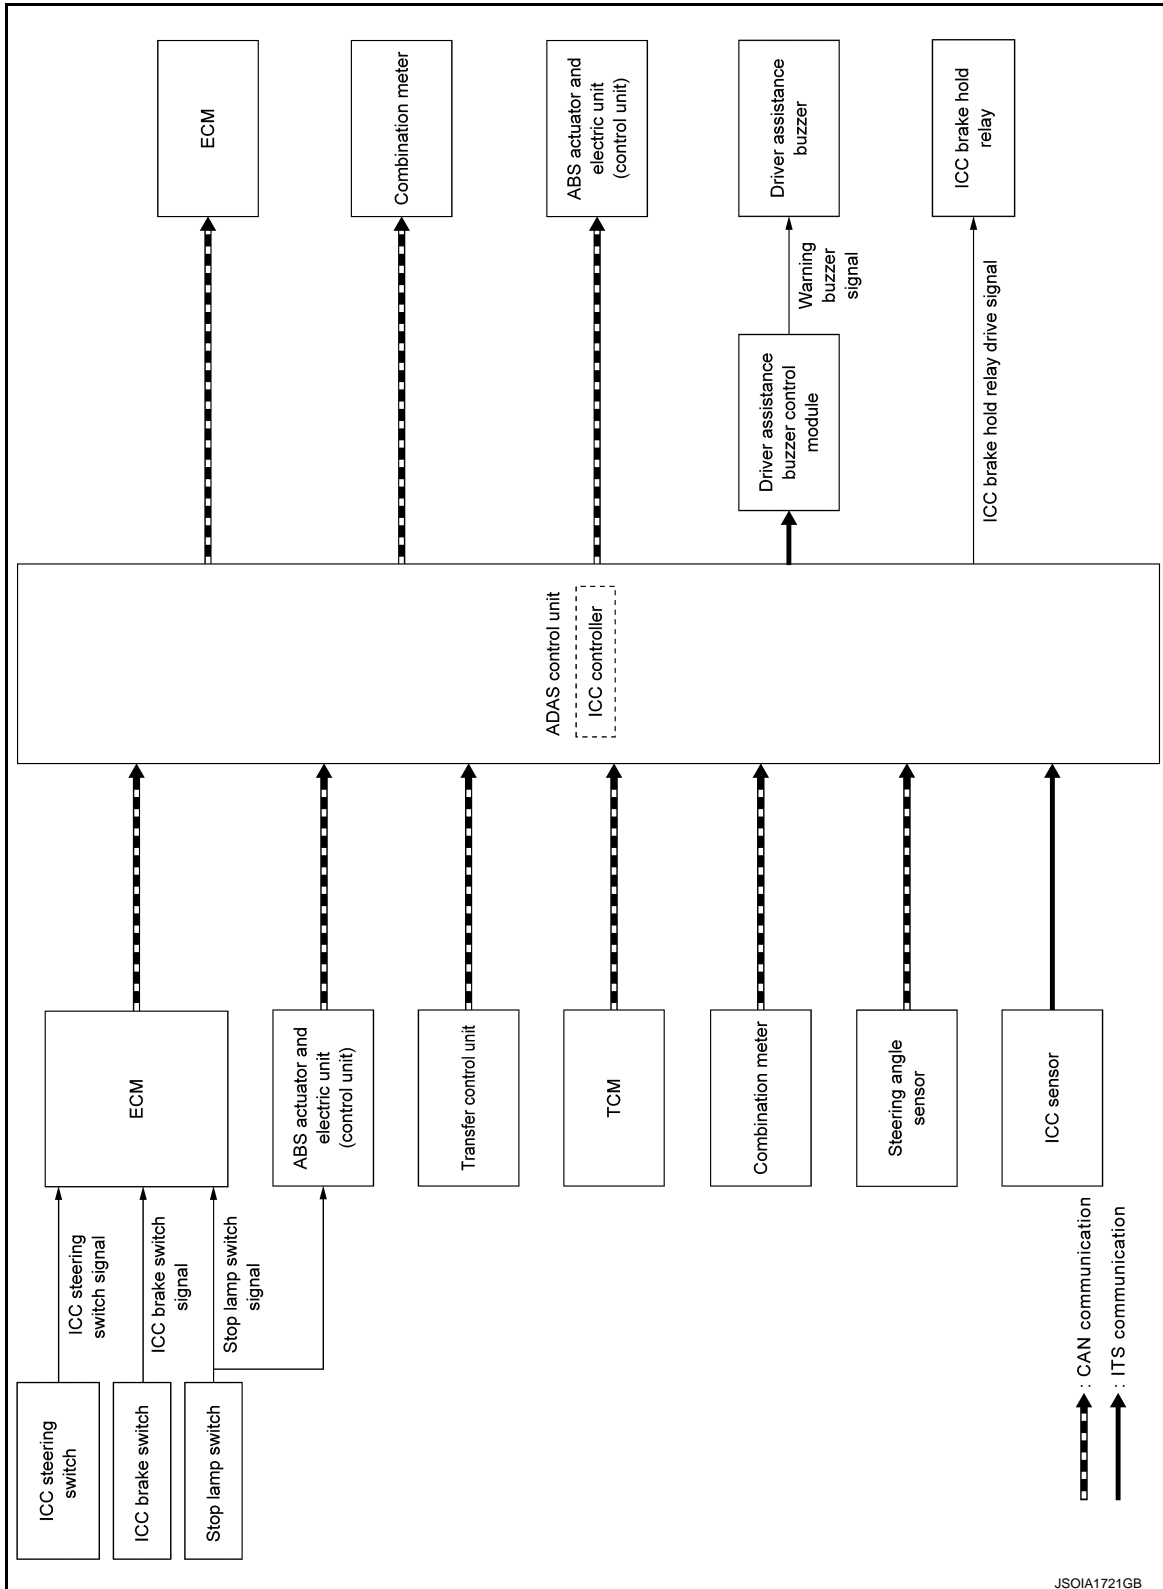 ICC steering
switch
ICC brake switch
Stop lamp switch
ICC steering
switch signal
ICC brake switch
signal
Stop lamp switch
signal
ECM
ABS actuator and
electric unit
(control unit)
Transfer control unit
TCM
Combination meter
Steering angle
sensor
ICC sensor
ADAS control unit
ICC controller
ECM
Combination meter
ABS actuator and
electric unit
(control unit)
Driver assistance
buzzer control
module
Warning
buzzer
signal
Driver assistance
buzzer
ICC brake hold relay drive signal
ICC brake hold
relay
: CAN communication
: ITS communication
JSOIA1721GB